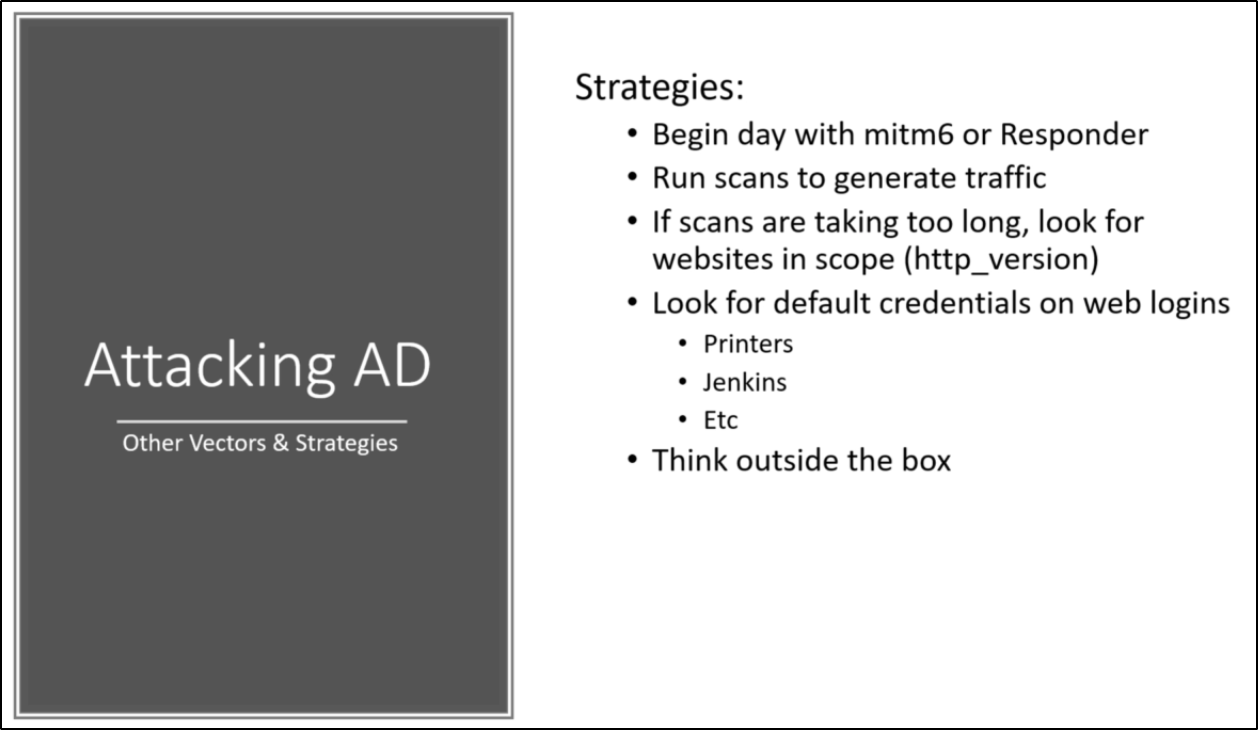 Attacking AD
Other Vectors & Strategies
Strategies:
• Begin day with mitm6 or Responder
• Run scans to generate traffic
• If scans are taking too long, look for
websites in scope (http_version)
• Look for default credentials on web logins
• Printers
• Jenkins
• Etc
• Think outside the box